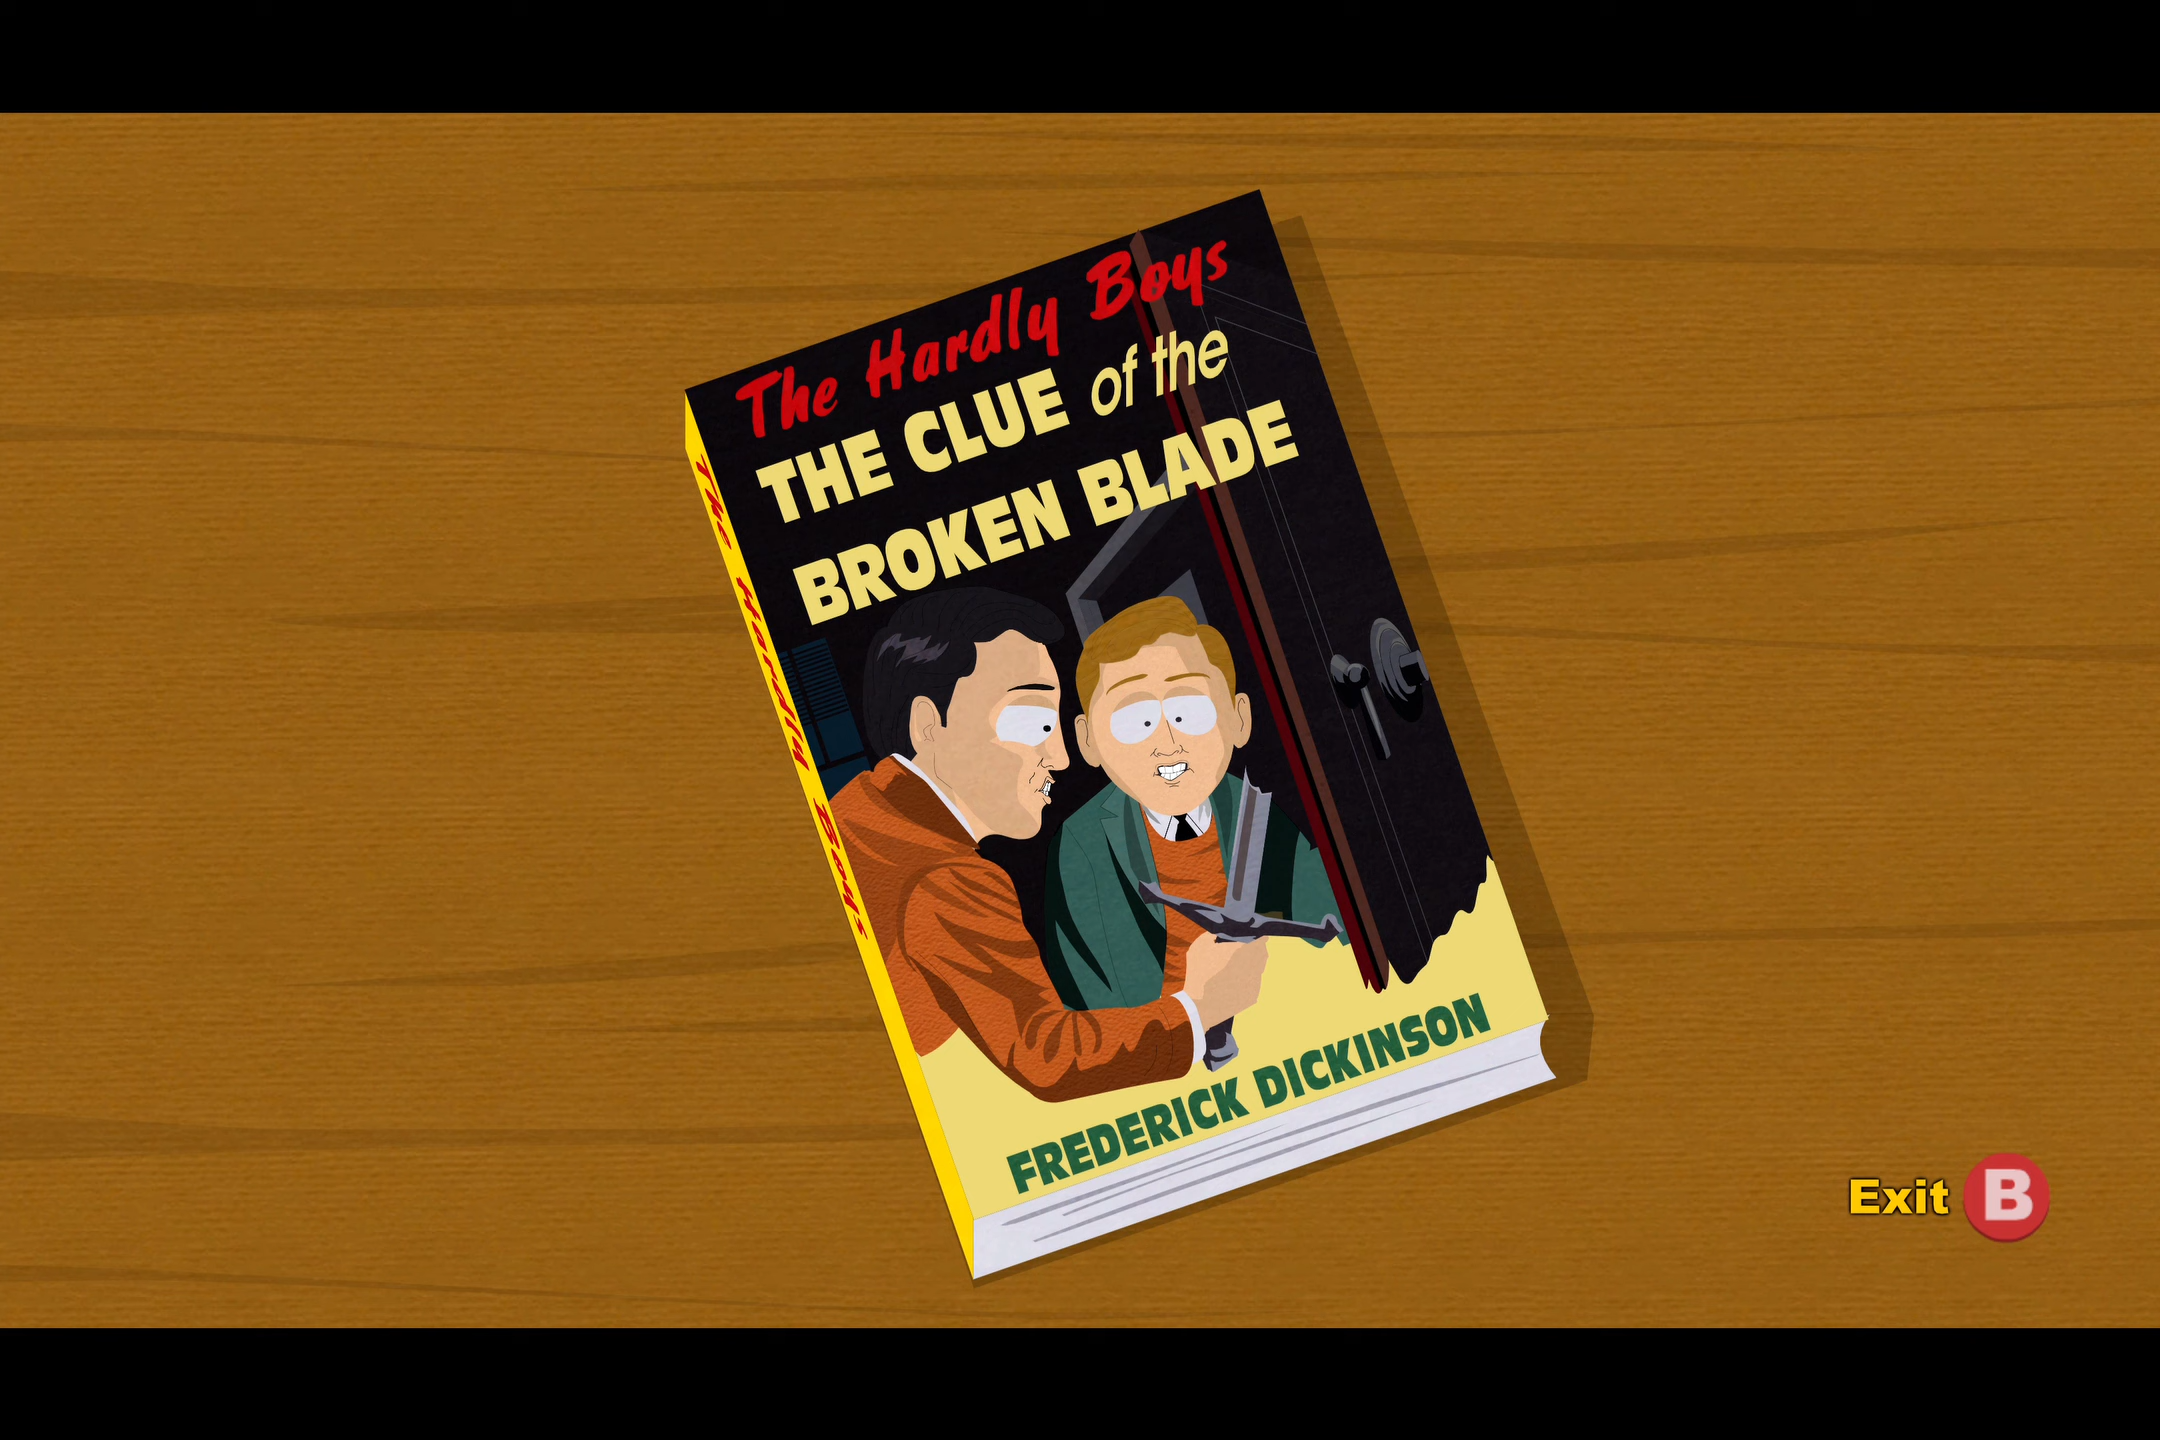 The Hardly Boys
THE CLUE of the
BROKEN BLADE
FREDERICK DICKINSON
The Hardly Boys
Exit B